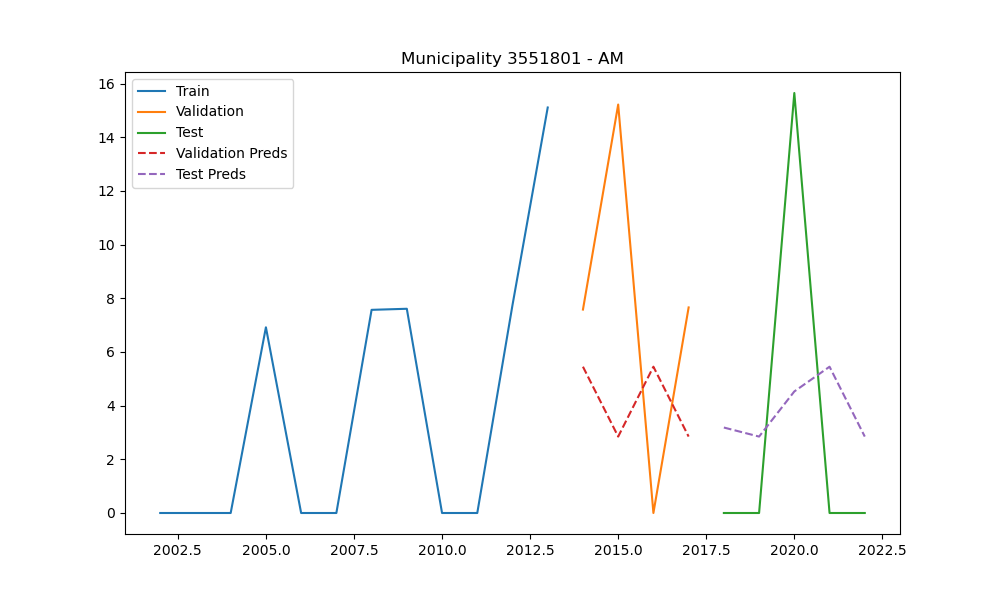 Municipality 3551801 - AM
16
14
12
10
8
6
4
2
0
Train
Validation
Test
Validation Preds
Test Preds
2002.5 2005.0 2007.5 2010.0 2012.5 2015.0 2017.5 2020.0 2022.5